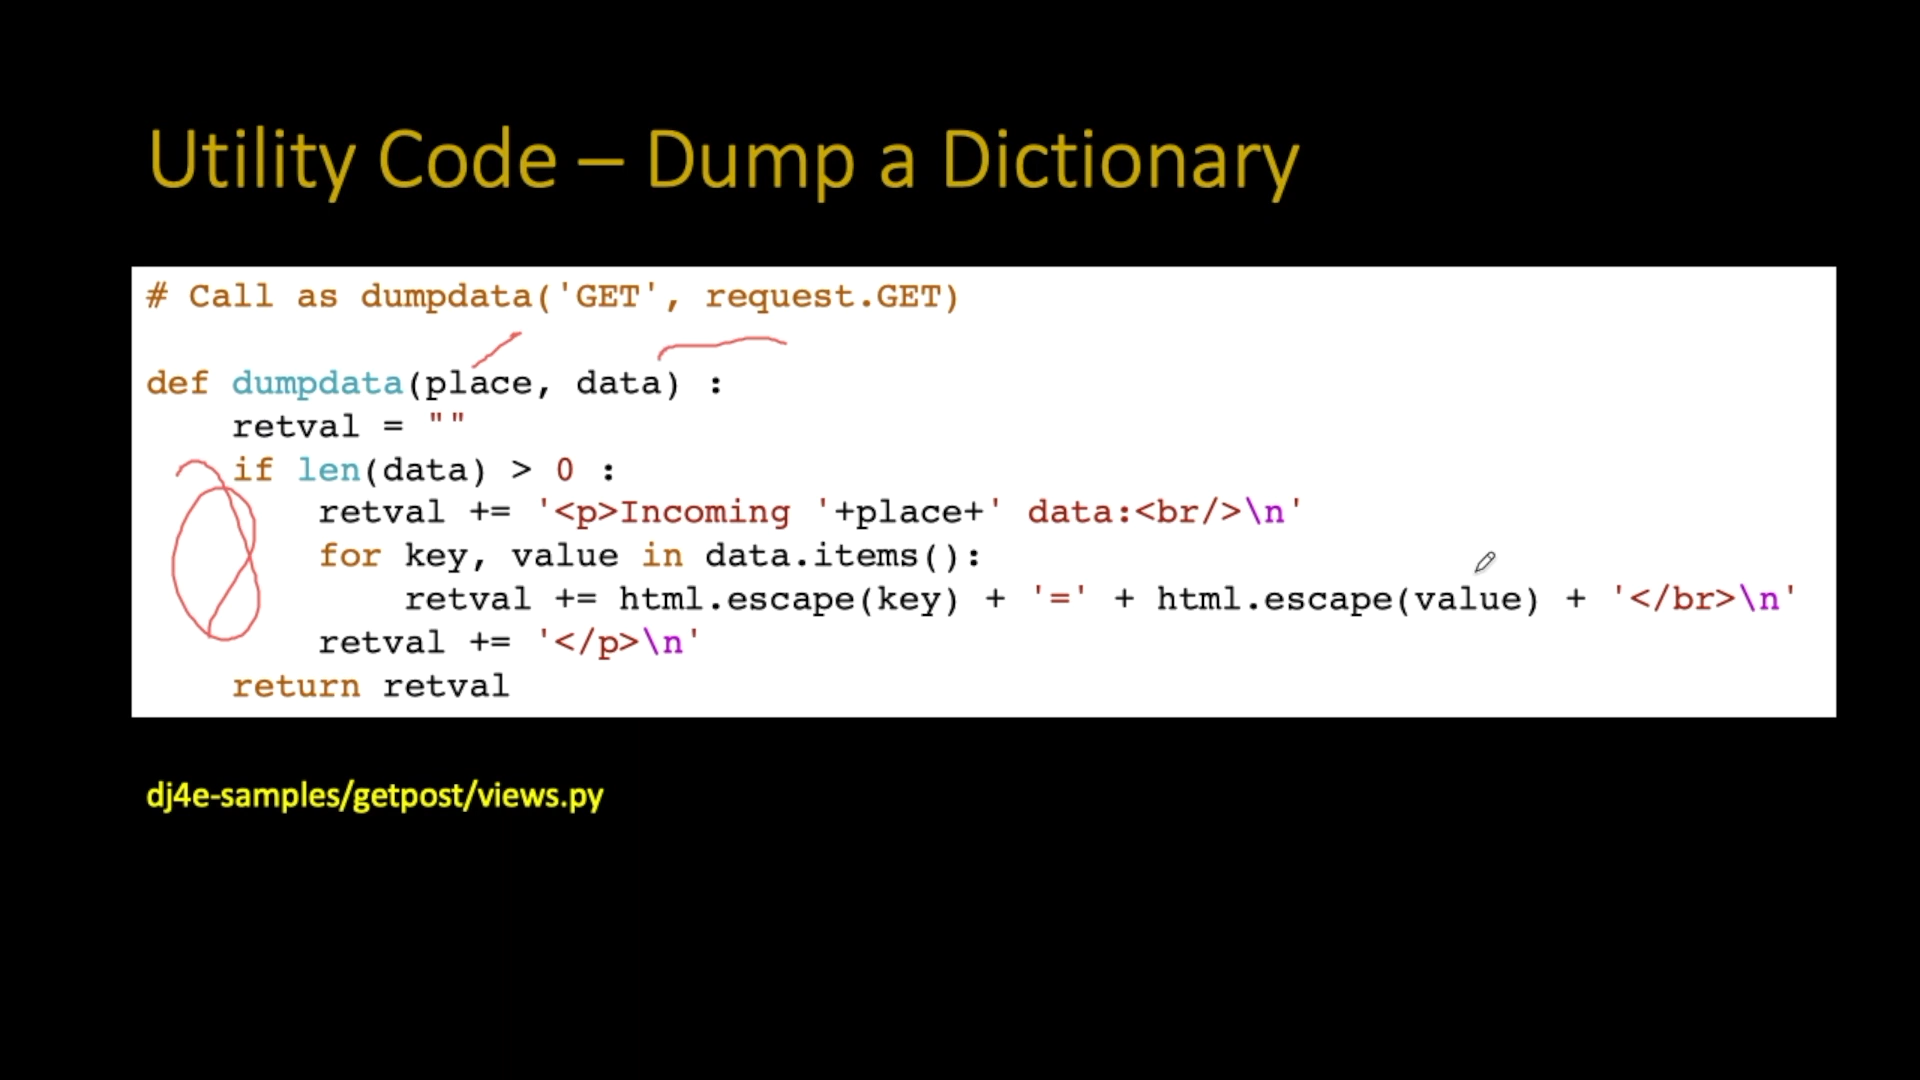 Utility Code – Dump a Dictionary
# Call as dumpdata('GET', request.GET)
def dumpdata(place, data) :
    retval = ""
    if len(data) > 0 :
        retval += '<p>Incoming '+place+' data:<br/>\n'
        for key, value in data.items():
            retval += html.escape(key) + '=' + html.escape(value) + '</br>\n'
        retval += '</p>\n'
    return retval
dj4e-samples/getpost/views.py